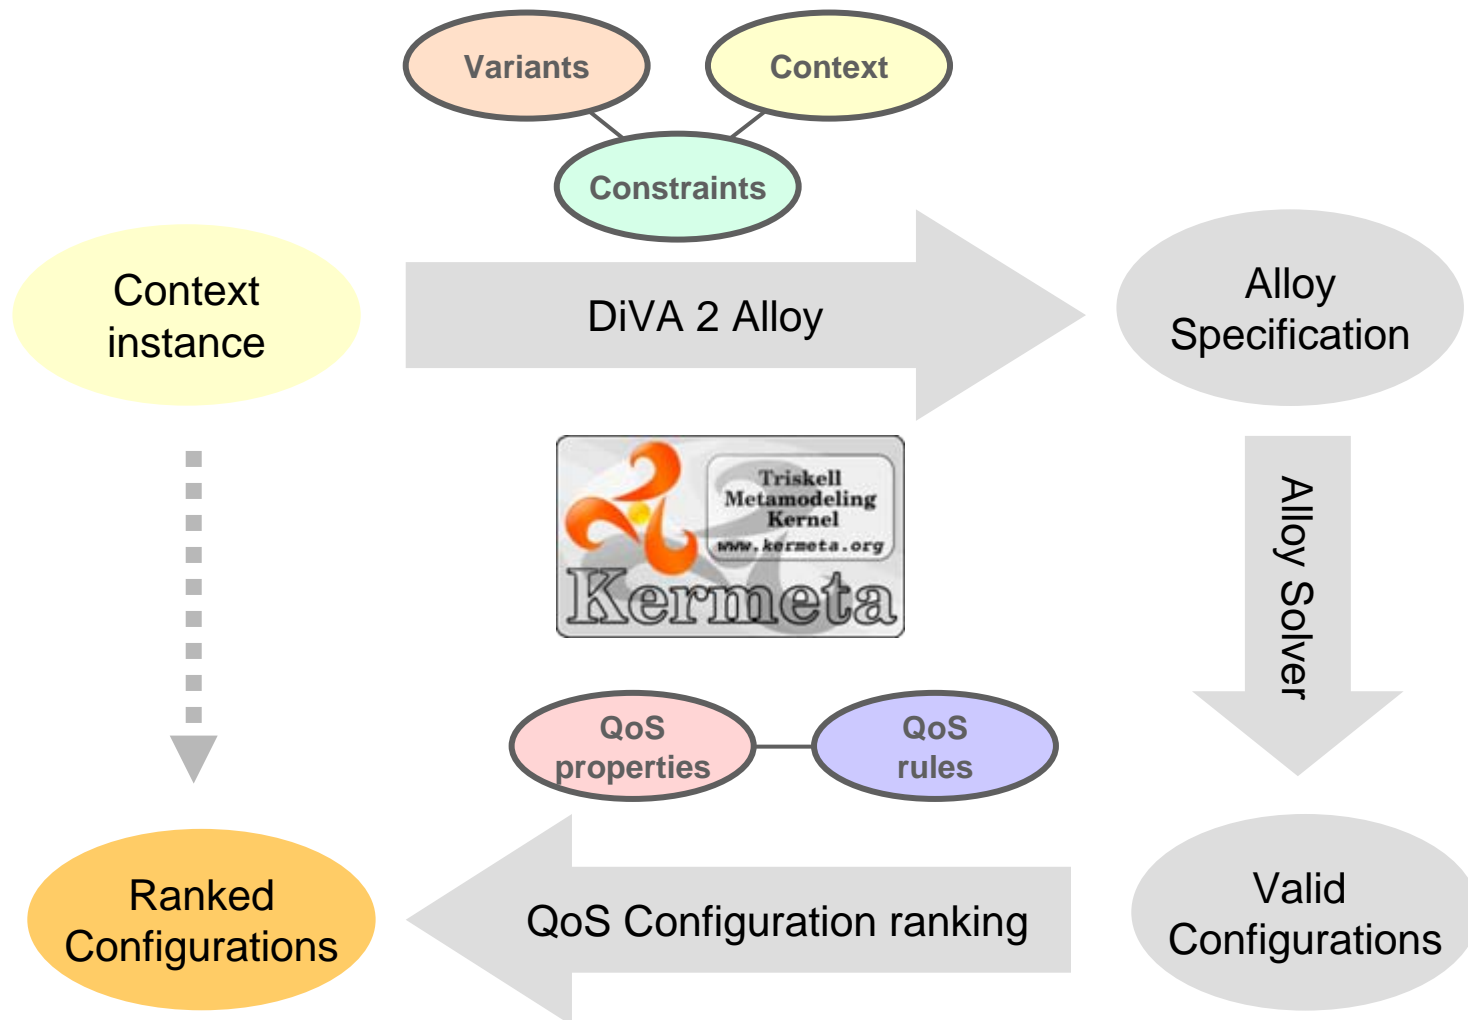 Variants
Context
Constraints
Context
instance
DiVA 2 Alloy
Alloy
Specification
Triskell
Metamodeling
Kernel
www.kermeta.org
Kermeta
Alloy Solver
QoS
properties
QoS
rules
Ranked
Configurations
QoS Configuration ranking
Valid
Configurations